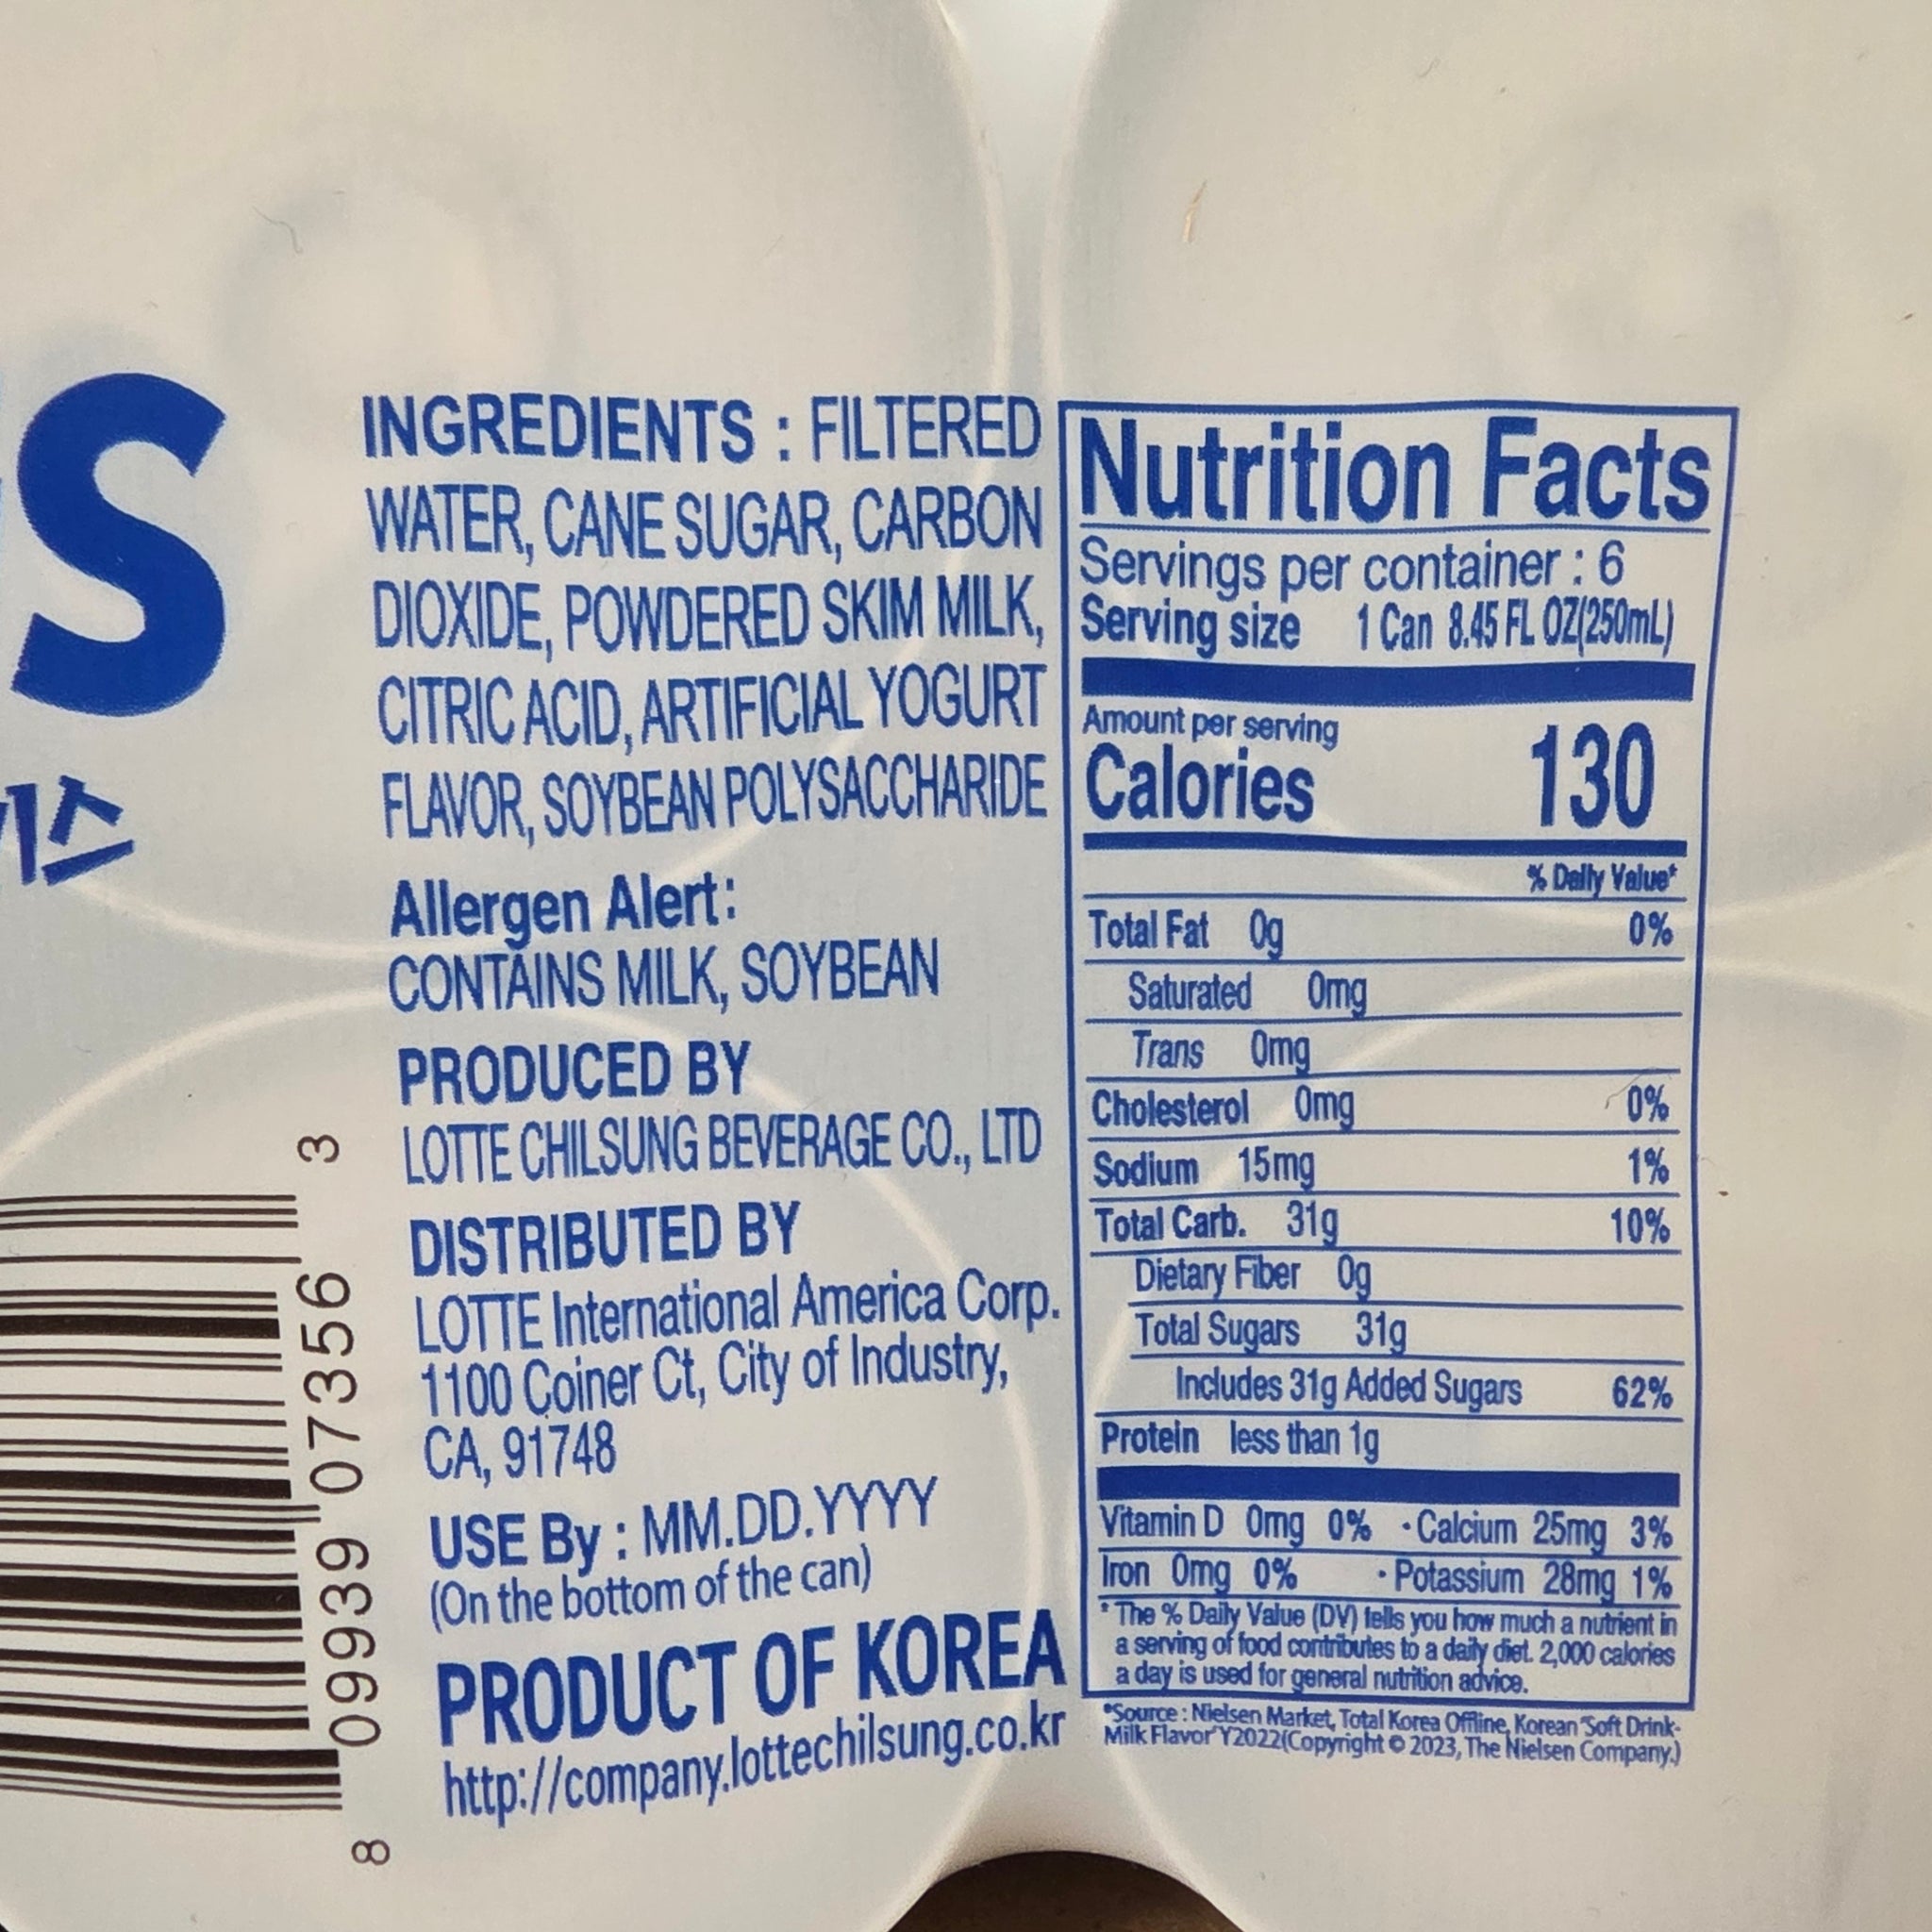 S
키스
INGREDIENTS : FILTERED
WATER, CANE SUGAR, CARBON
DIOXIDE, POWDERED SKIM MILK,
CITRIC ACID, ARTIFICIAL YOGURT
FLAVOR, SOYBEAN POLYSACCHARIDE
Allergen Alert:
CONTAINS MILK, SOYBEAN
PRODUCED BY
LOTTE CHILSUNG BEVERAGE CO., LTD
DISTRIBUTED BY
LOTTE International America Corp.
1100 Coiner Ct, City of Industry,
CA, 91748
USE By : MM.DD.YYYY
(On the bottom of the can)
PRODUCT OF KOREA
http://company.lottechilsung.co.kr
8 09939 07356 3
Nutrition Facts
Servings per container : 6
Serving size 1 Can 8.45 FL OZ(250mL)
Amount per serving
Calories 130
% Daily Value*
Total Fat 0g 0%
Saturated 0mg
Trans 0mg
Cholesterol 0mg 0%
Sodium 15mg 1%
Total Carb. 31g 10%
Dietary Fiber 0g
Total Sugars 31g
Includes 31g Added Sugars 62%
Protein less than 1g
Vitamin D 0mg 0% · Calcium 25mg 3%
Iron 0mg 0% · Potassium 28mg 1%
* The % Daily Value (DV) tells you how much a nutrient in
a serving of food contributes to a daily diet. 2,000 calories
a day is used for general nutrition advice.
*Source : Nielsen Market, Total Korea Offline, Korean "Soft Drink-
Milk Flavor" Y2022(Copyright © 2023, The Nielsen Company.)